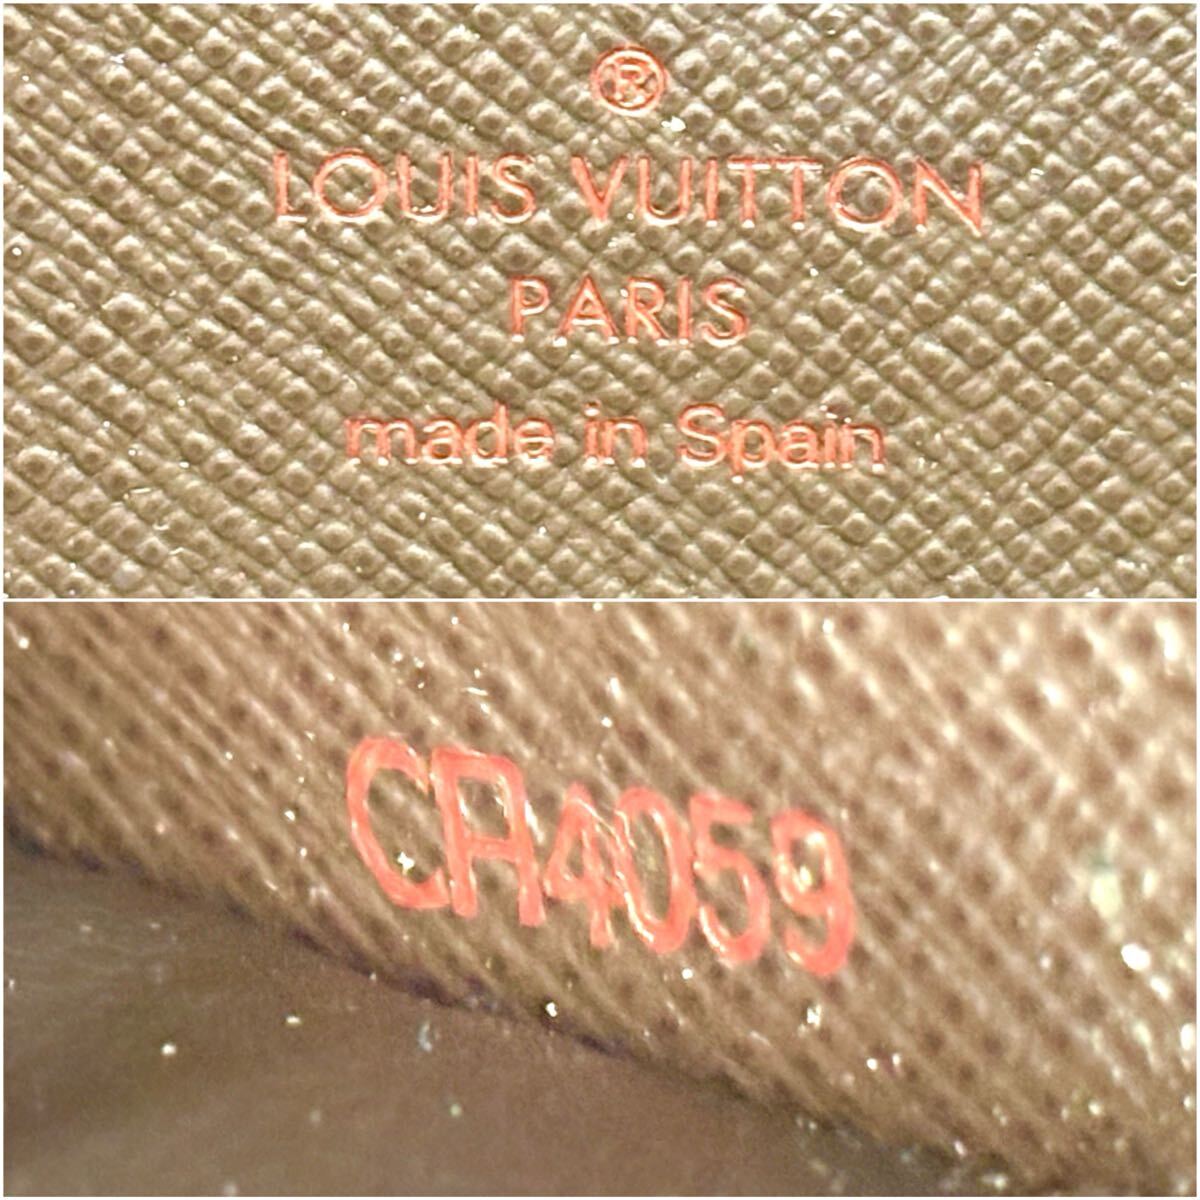 ®
LOUIS VUITTON
PARIS
made in Spain
CA4059